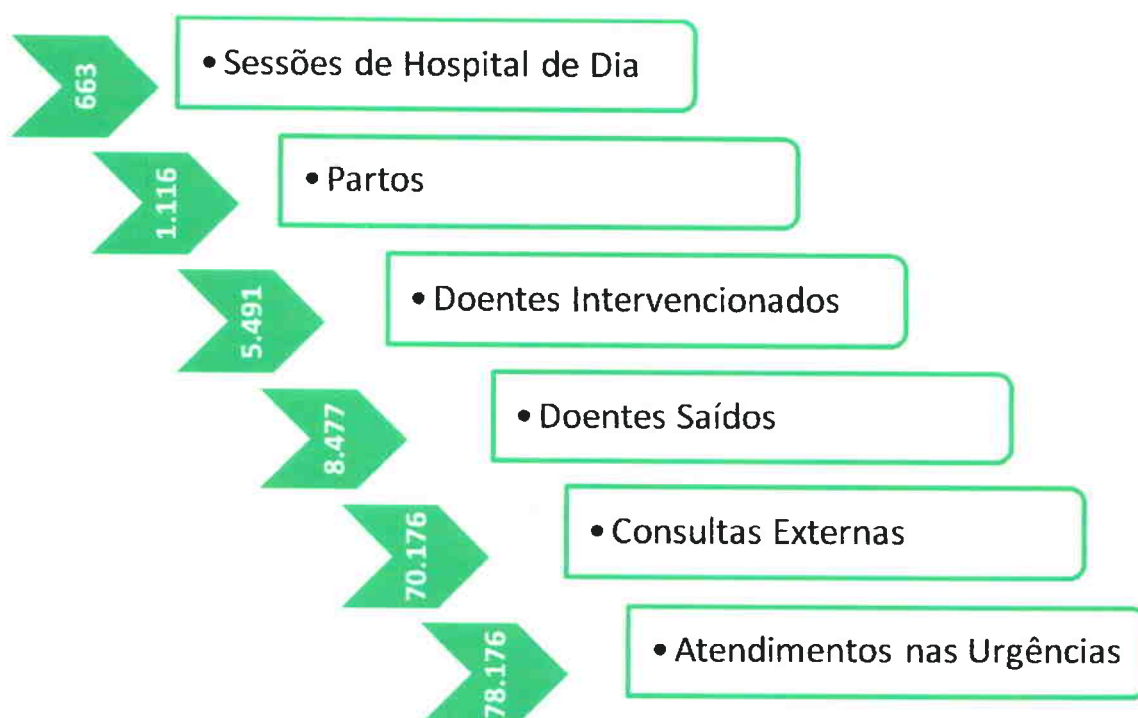 663
• Sessões de Hospital de Dia
1.116
• Partos
5.491
• Doentes Intervencionados
8.477
• Doentes Saídos
70.176
• Consultas Externas
78.176
• Atendimentos nas Urgências